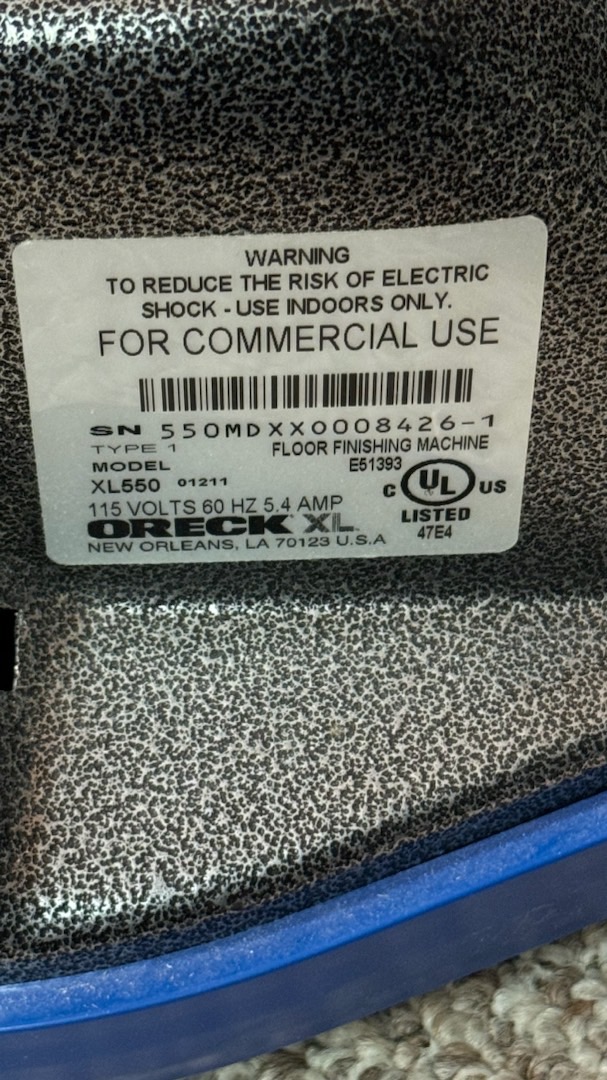 WARNING
TO REDUCE THE RISK OF ELECTRIC
SHOCK - USE INDOORS ONLY.
FOR COMMERCIAL USE
SN 550MDXX0008426-1
TYPE 1 FLOOR FINISHING MACHINE
MODEL E51393
XL550 01211 C UL US
115 VOLTS 60 HZ 5.4 AMP LISTED
ORECK XL 47E4
NEW ORLEANS, LA 70123 U.S.A